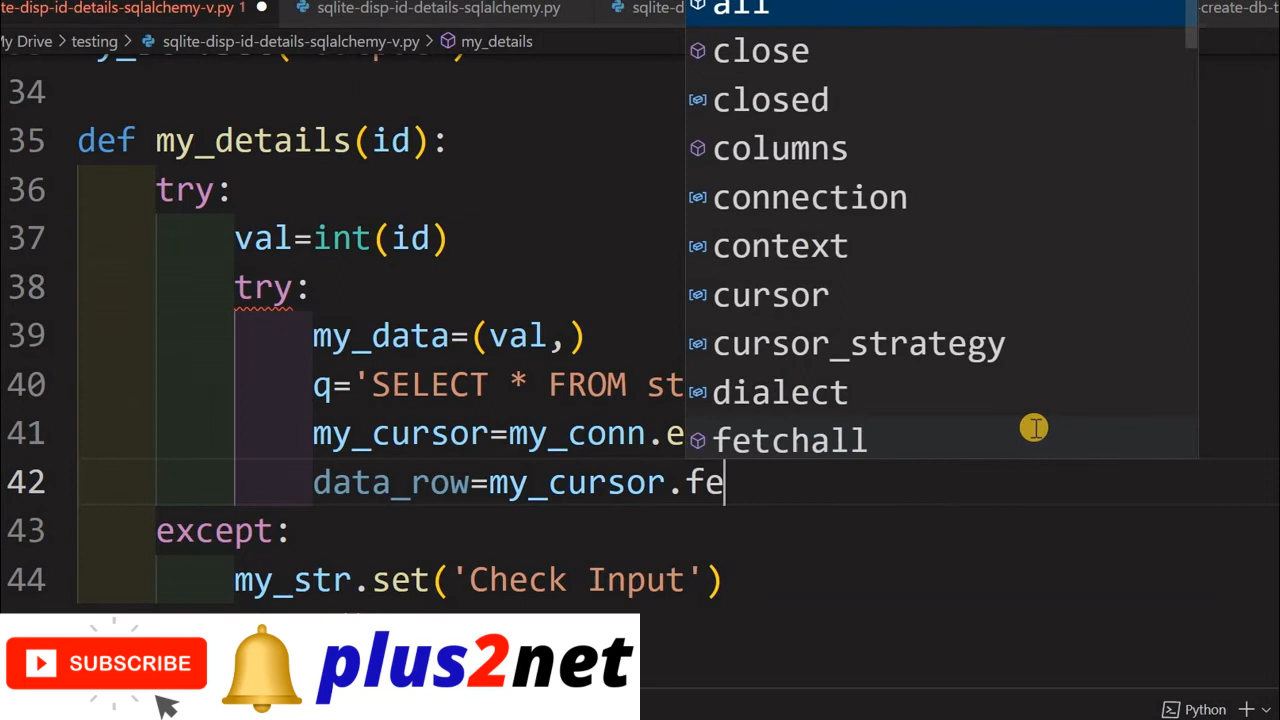 te-disp-id-details-sqlalchemy-v.py 1 sqlite-disp-id-details-sqlalchemy.py sqlite-d -create-db-t
My Drive > testing > sqlite-disp-id-details-sqlalchemy-v.py > my_details
34
35 def my_details(id):
36 try:
37 val=int(id)
38 try:
39 my_data=(val,)
40 q='SELECT * FROM st
41 my_cursor=my_conn.e
42 data_row=my_cursor.fe
43 except:
44 my_str.set('Check Input')
all
close
closed
columns
connection
context
cursor
cursor_strategy
dialect
fetchall
SUBSCRIBE
plus2net
Python